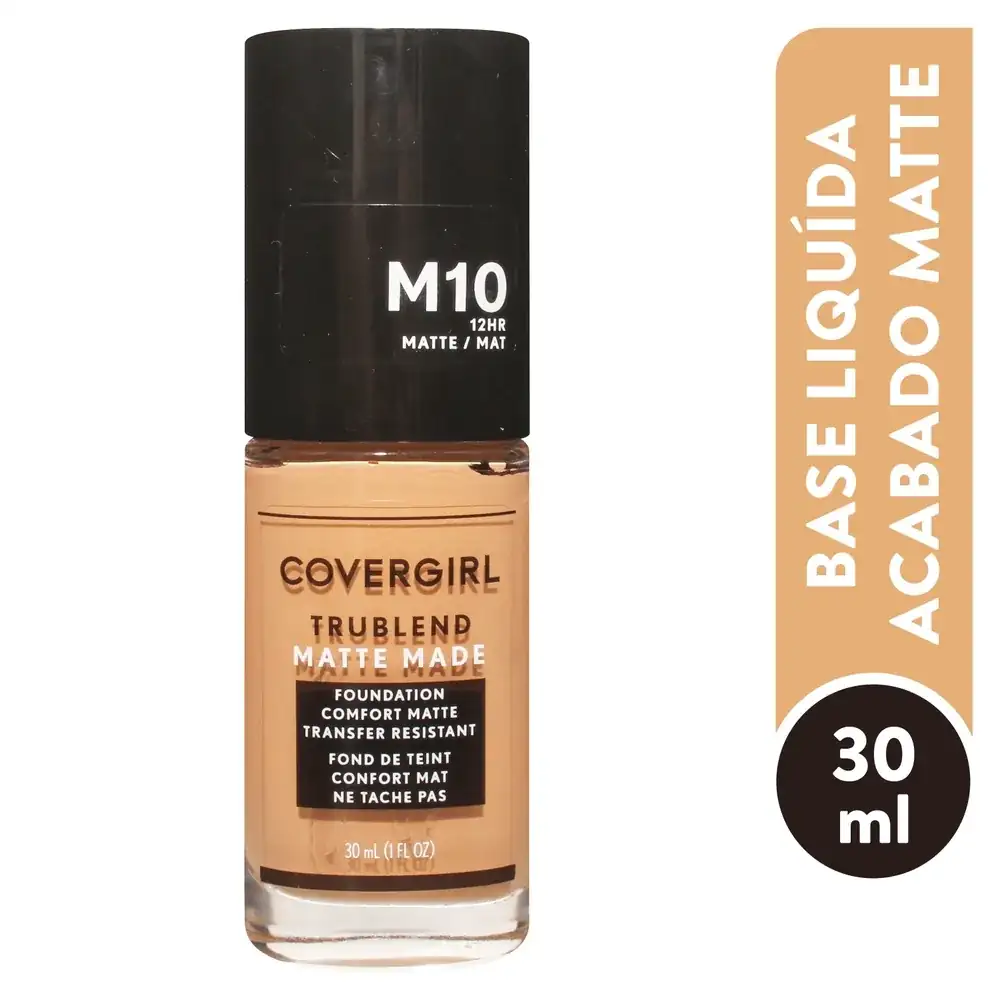 M10
12HR
MATTE / MAT
COVERGIRL
TRUBLEND
MATTE MADE
FOUNDATION
COMFORT MATTE
TRANSFER RESISTANT
FOND DE TEINT
CONFORT MAT
NE TACHE PAS
30 mL (1 FL OZ)
BASE LIQUÍDA
ACABADO MATTE
30
ml